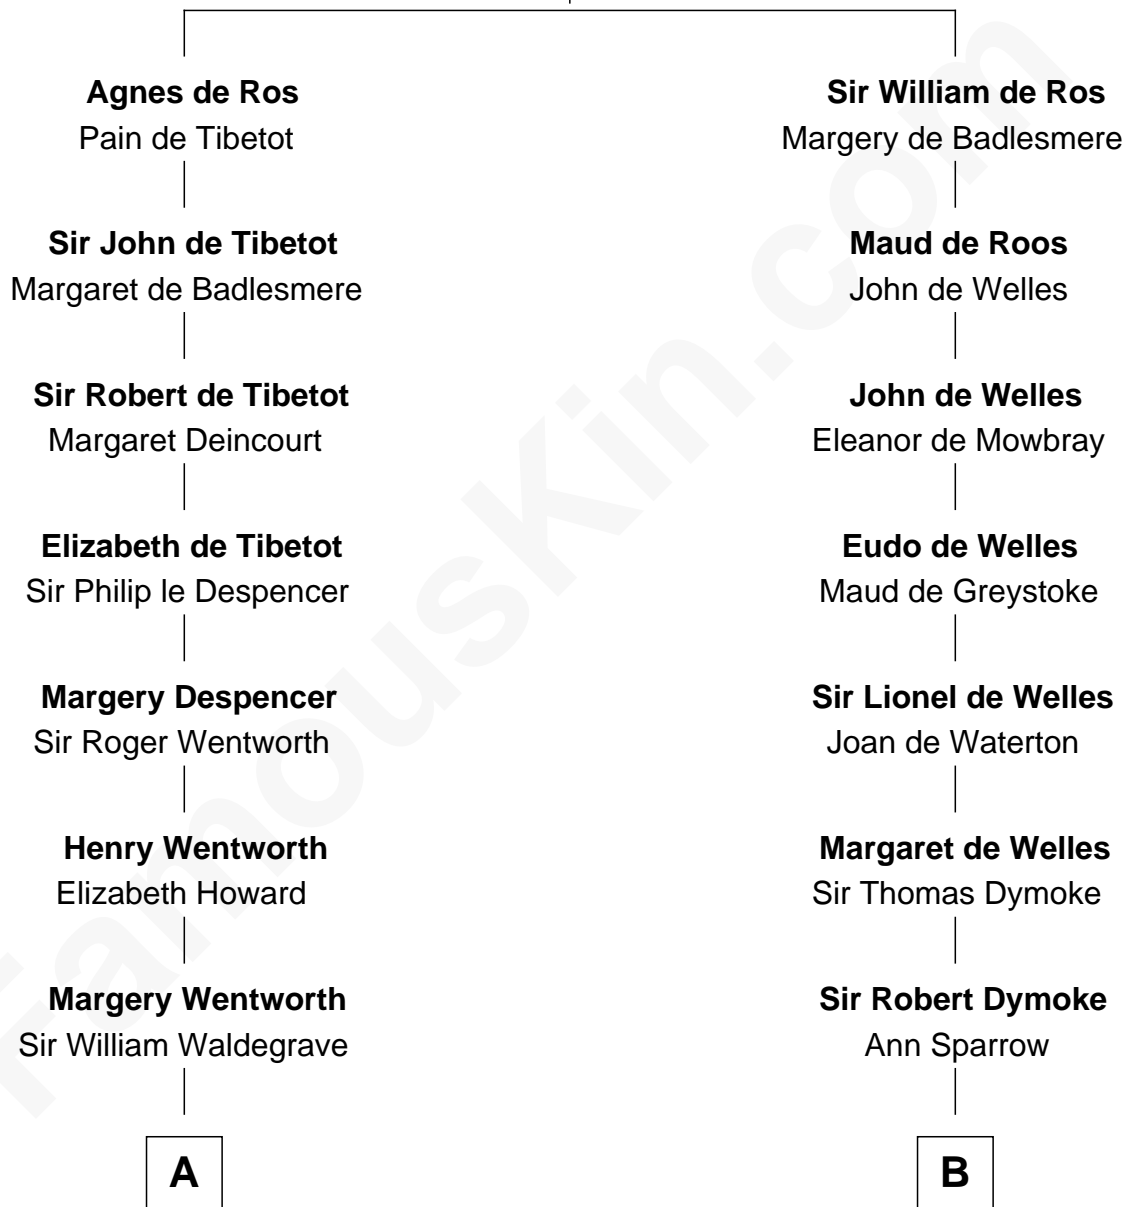 Agnes de Ros
Pain de Tibetot
Sir William de Ros
Margery de Badlesmere
Sir John de Tibetot
Margaret de Badlesmere
Maud de Roos
John de Welles
Sir Robert de Tibetot
Margaret Deincourt
John de Welles
Eleanor de Mowbray
Elizabeth de Tibetot
Sir Philip le Despencer
Eudo de Welles
Maud de Greystoke
Margery Despencer
Sir Roger Wentworth
Sir Lionel de Welles
Joan de Waterton
Henry Wentworth
Elizabeth Howard
Margaret de Welles
Sir Thomas Dymoke
Margery Wentworth
Sir William Waldegrave
Sir Robert Dymoke
Ann Sparrow
A
B
FamousKin.com